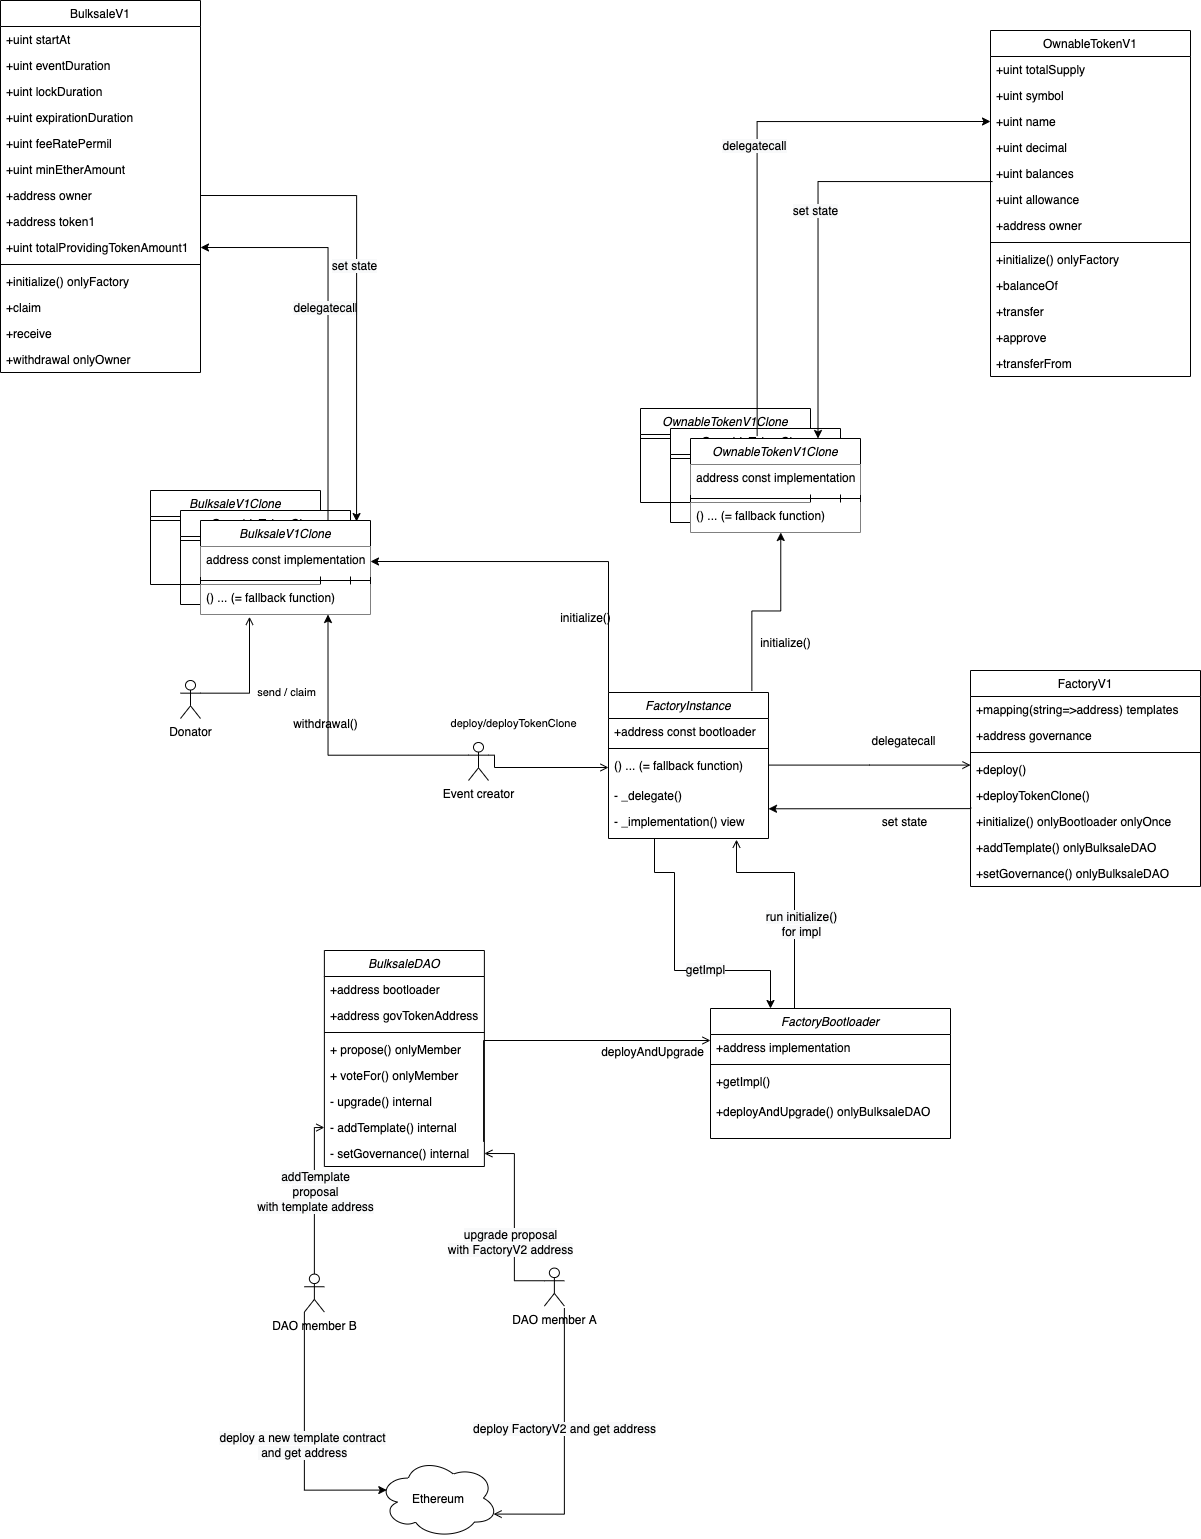 BulksaleV1
+uint startAt
+uint eventDuration
+uint lockDuration
+uint expirationDuration
+uint feeRatePermil
+uint minEtherAmount
+address owner
+address token1
+uint totalProvidingTokenAmount1
+initialize() onlyFactory
+claim
+receive
+withdrawal onlyOwner
set state
delegatecall
OwnableTokenV1
+uint totalSupply
+uint symbol
+uint name
+uint decimal
+uint balances
+uint allowance
+address owner
+initialize() onlyFactory
+balanceOf
+transfer
+approve
+transferFrom
delegatecall
set state
OwnableTokenV1Clone
OwnableTokenV1Clone
address const implementation
() ... (= fallback function)
BulksaleV1Clone
BulksaleV1Clone
address const implementation
() ... (= fallback function)
initialize()
initialize()
Donator
send / claim
withdrawal()
deploy/deployTokenClone
Event creator
FactoryInstance
+address const bootloader
() ... (= fallback function)
- _delegate()
- _implementation() view
delegatecall
set state
FactoryV1
+mapping(string=>address) templates
+address governance
+deploy()
+deployTokenClone()
+initialize() onlyBootloader onlyOnce
+addTemplate() onlyBulksaleDAO
+setGovernance() onlyBulksaleDAO
run initialize()
for impl
getImpl
BulksaleDAO
+address bootloader
+address govTokenAddress
+ propose() onlyMember
+ voteFor() onlyMember
- upgrade() internal
- addTemplate() internal
- setGovernance() internal
deployAndUpgrade
FactoryBootloader
+address implementation
+getImpl()
+deployAndUpgrade() onlyBulksaleDAO
addTemplate
proposal
with template address
upgrade proposal
with FactoryV2 address
DAO member B
DAO member A
deploy a new template contract
and get address
deploy FactoryV2 and get address
Ethereum